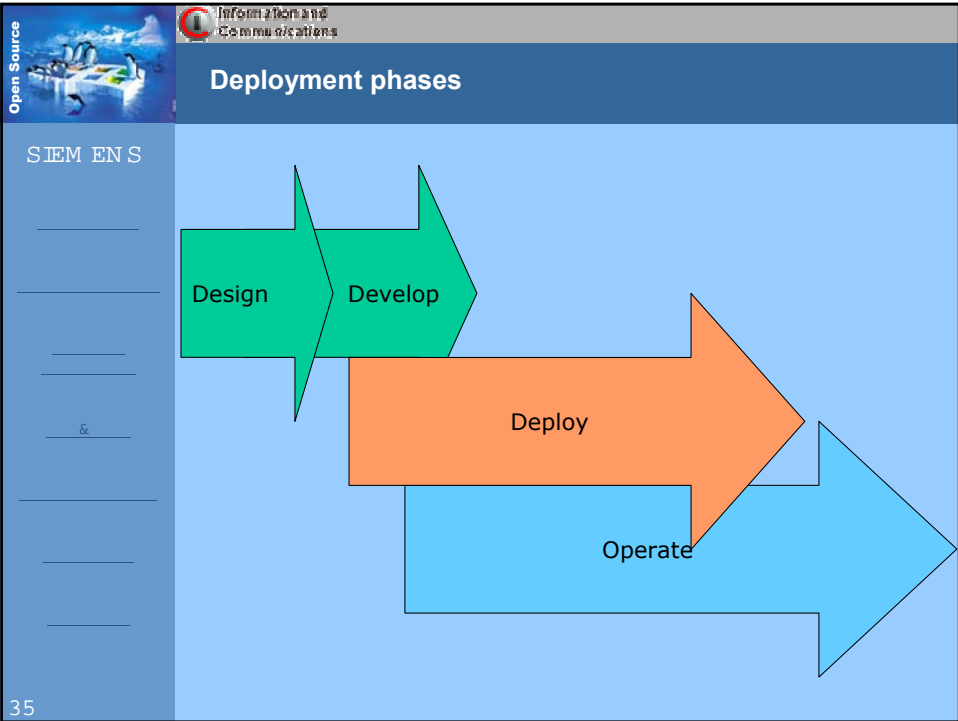 Open Source
Information and
Communications
Deployment phases
SIEMENS
Design
Develop
Deploy
&
Operate
35